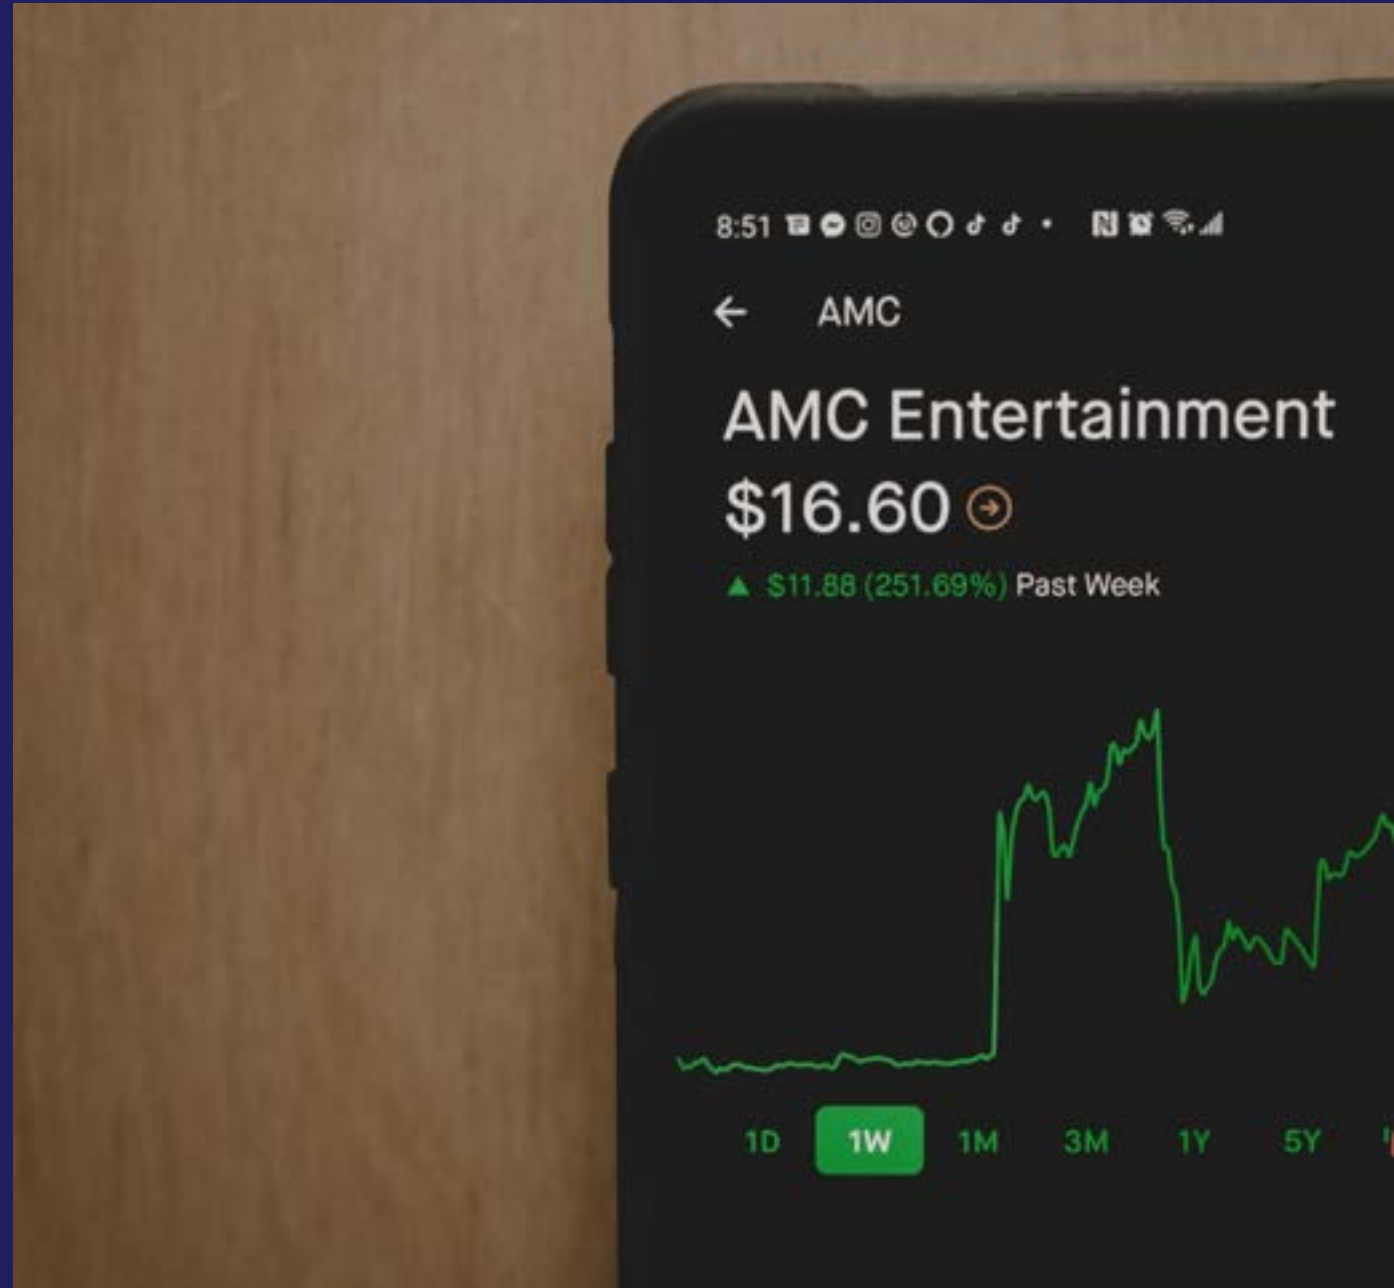 8:51
AMC
AMC Entertainment
$16.60
▲ $11.88 (251.69%) Past Week
1D 1W 1M 3M 1Y 5Y